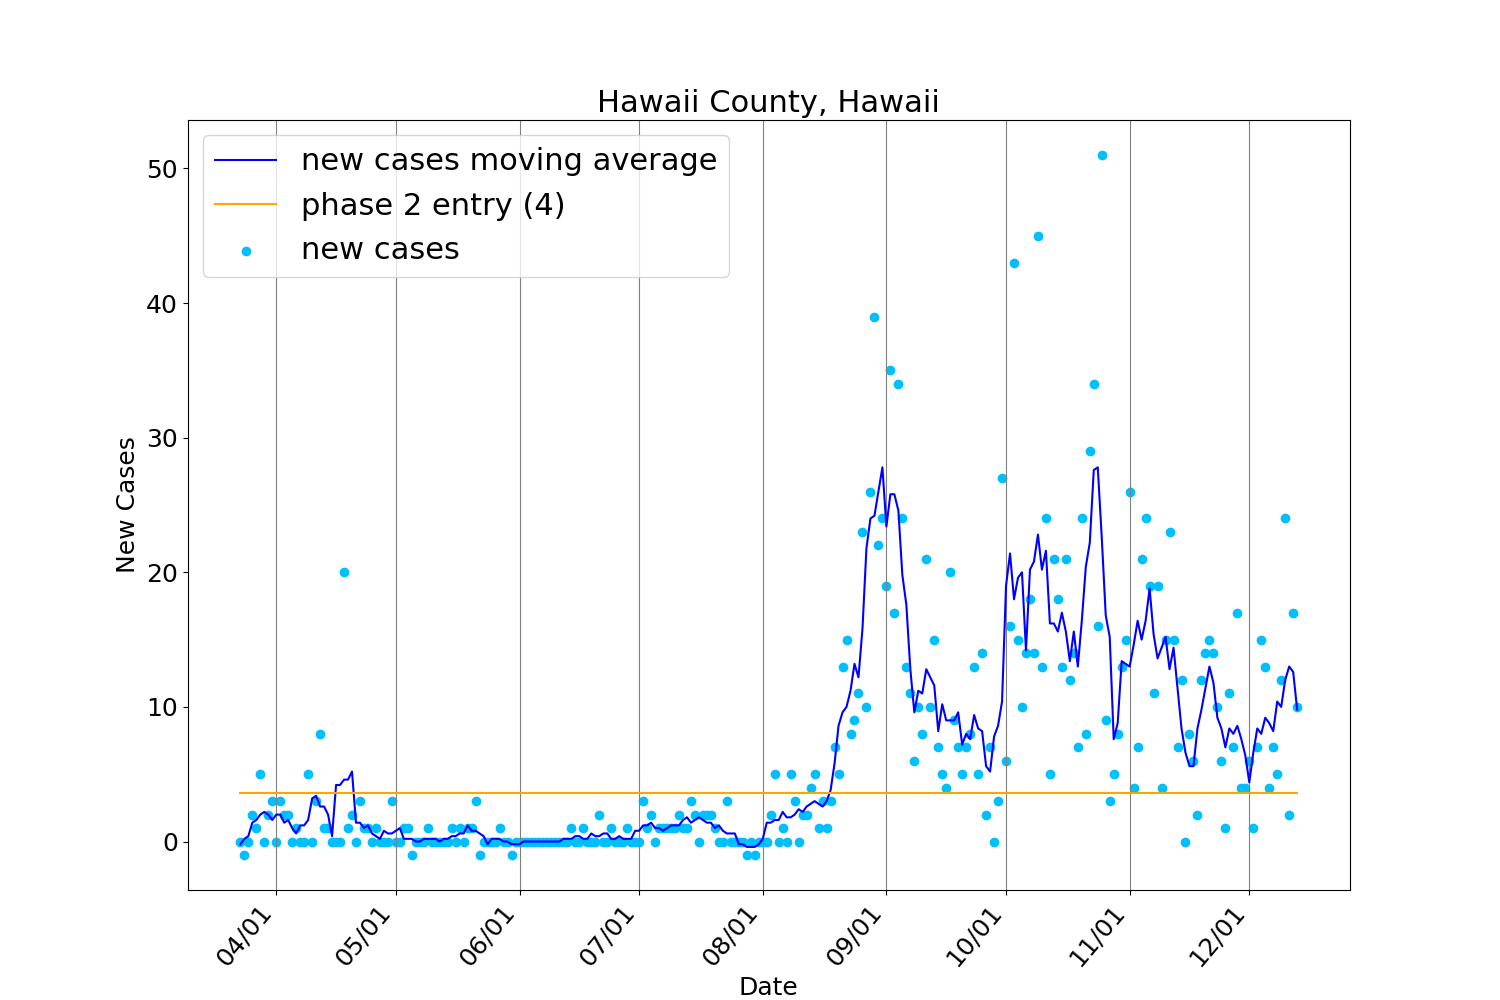 Hawaii County, Hawaii
new cases moving average
phase 2 entry (4)
new cases
50
40
30
20
10
0
New Cases
04/01
05/01
06/01
07/01
08/01
09/01
10/01
11/01
12/01
Date